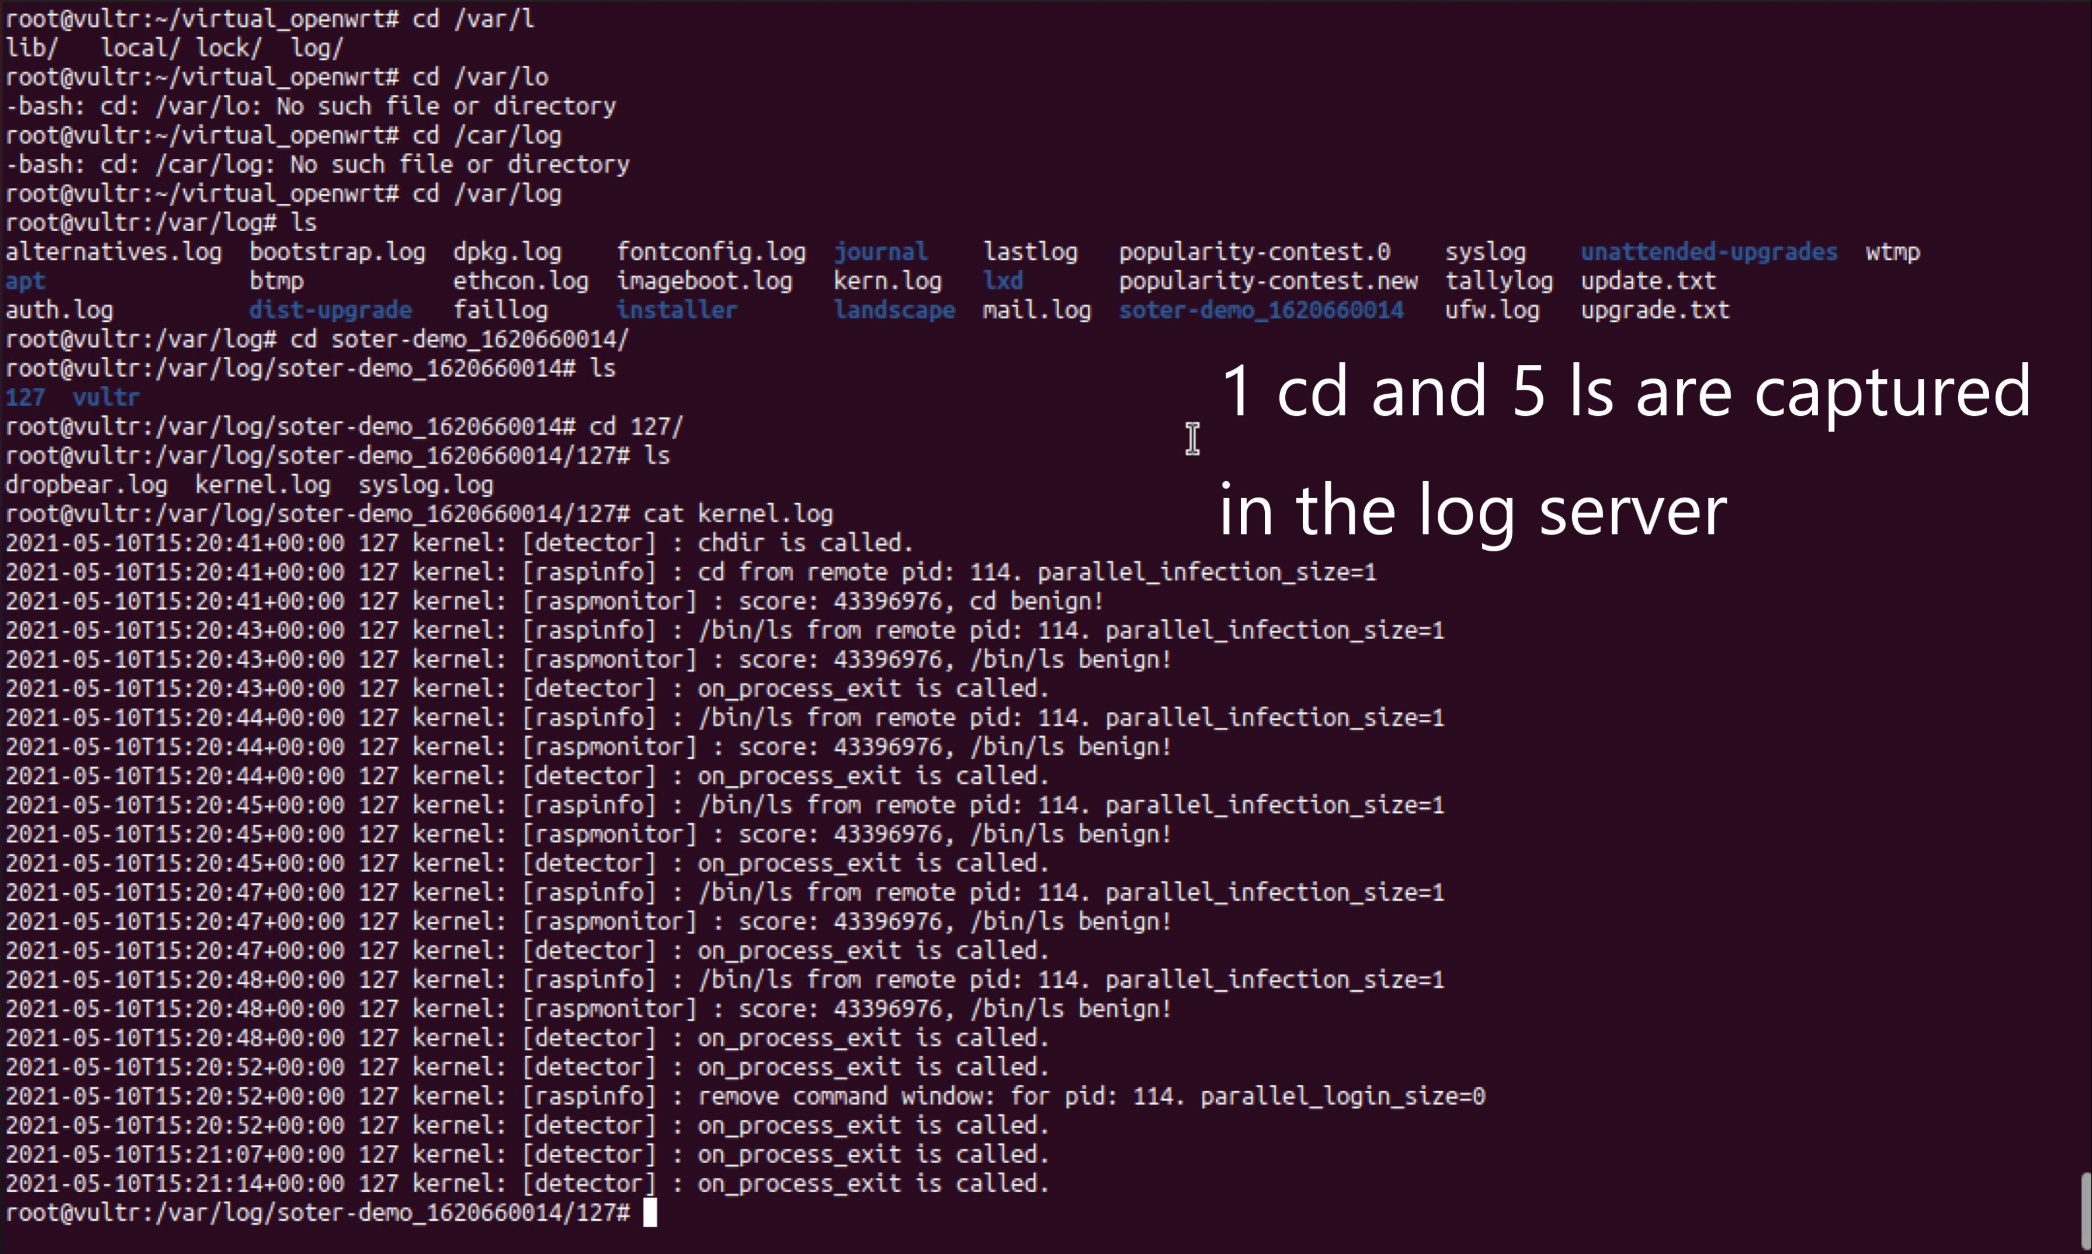 root@vultr:~/virtual_openwrt# cd /var/l
lib/   local/ lock/  log/
root@vultr:~/virtual_openwrt# cd /var/lo
-bash: cd: /var/lo: No such file or directory
root@vultr:~/virtual_openwrt# cd /car/log
-bash: cd: /car/log: No such file or directory
root@vultr:~/virtual_openwrt# cd /var/log
root@vultr:/var/log# ls
alternatives.log  bootstrap.log  dpkg.log    fontconfig.log  journal    lastlog   popularity-contest.0    syslog    unattended-upgrades  wtmp
apt               btmp           ethcon.log  imageboot.log   kern.log   lxd       popularity-contest.new  tallylog  update.txt
auth.log          dist-upgrade   faillog     installer       landscape  mail.log  soter-demo_1620660014   ufw.log   upgrade.txt
root@vultr:/var/log# cd soter-demo_1620660014/
root@vultr:/var/log/soter-demo_1620660014# ls
127  vultr
root@vultr:/var/log/soter-demo_1620660014# cd 127/
root@vultr:/var/log/soter-demo_1620660014/127# ls
dropbear.log  kernel.log  syslog.log
root@vultr:/var/log/soter-demo_1620660014/127# cat kernel.log
2021-05-10T15:20:41+00:00 127 kernel: [detector] : chdir is called.
2021-05-10T15:20:41+00:00 127 kernel: [raspinfo] : cd from remote pid: 114. parallel_infection_size=1
2021-05-10T15:20:41+00:00 127 kernel: [raspmonitor] : score: 43396976, cd benign!
2021-05-10T15:20:43+00:00 127 kernel: [raspinfo] : /bin/ls from remote pid: 114. parallel_infection_size=1
2021-05-10T15:20:43+00:00 127 kernel: [raspmonitor] : score: 43396976, /bin/ls benign!
2021-05-10T15:20:43+00:00 127 kernel: [detector] : on_process_exit is called.
2021-05-10T15:20:44+00:00 127 kernel: [raspinfo] : /bin/ls from remote pid: 114. parallel_infection_size=1
2021-05-10T15:20:44+00:00 127 kernel: [raspmonitor] : score: 43396976, /bin/ls benign!
2021-05-10T15:20:44+00:00 127 kernel: [detector] : on_process_exit is called.
2021-05-10T15:20:45+00:00 127 kernel: [raspinfo] : /bin/ls from remote pid: 114. parallel_infection_size=1
2021-05-10T15:20:45+00:00 127 kernel: [raspmonitor] : score: 43396976, /bin/ls benign!
2021-05-10T15:20:45+00:00 127 kernel: [detector] : on_process_exit is called.
2021-05-10T15:20:47+00:00 127 kernel: [raspinfo] : /bin/ls from remote pid: 114. parallel_infection_size=1
2021-05-10T15:20:47+00:00 127 kernel: [raspmonitor] : score: 43396976, /bin/ls benign!
2021-05-10T15:20:47+00:00 127 kernel: [detector] : on_process_exit is called.
2021-05-10T15:20:48+00:00 127 kernel: [raspinfo] : /bin/ls from remote pid: 114. parallel_infection_size=1
2021-05-10T15:20:48+00:00 127 kernel: [raspmonitor] : score: 43396976, /bin/ls benign!
2021-05-10T15:20:48+00:00 127 kernel: [detector] : on_process_exit is called.
2021-05-10T15:20:52+00:00 127 kernel: [detector] : on_process_exit is called.
2021-05-10T15:20:52+00:00 127 kernel: [raspinfo] : remove command window: for pid: 114. parallel_login_size=0
2021-05-10T15:20:52+00:00 127 kernel: [detector] : on_process_exit is called.
2021-05-10T15:21:07+00:00 127 kernel: [detector] : on_process_exit is called.
2021-05-10T15:21:14+00:00 127 kernel: [detector] : on_process_exit is called.
root@vultr:/var/log/soter-demo_1620660014/127#
1 cd and 5 ls are captured
in the log server